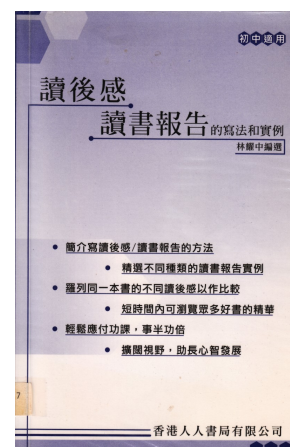 初中適用
讀後感
讀書報告的寫法和實例
林耀中編選
簡介寫讀後感/讀書報告的方法
精選不同種類的讀書報告實例
羅列同一本書的不同讀後感以作比較
短時間內可瀏覽眾多好書的精華
輕鬆應付功課，事半功倍
擴闊視野，助長心智發展
7
香港人人書局有限公司